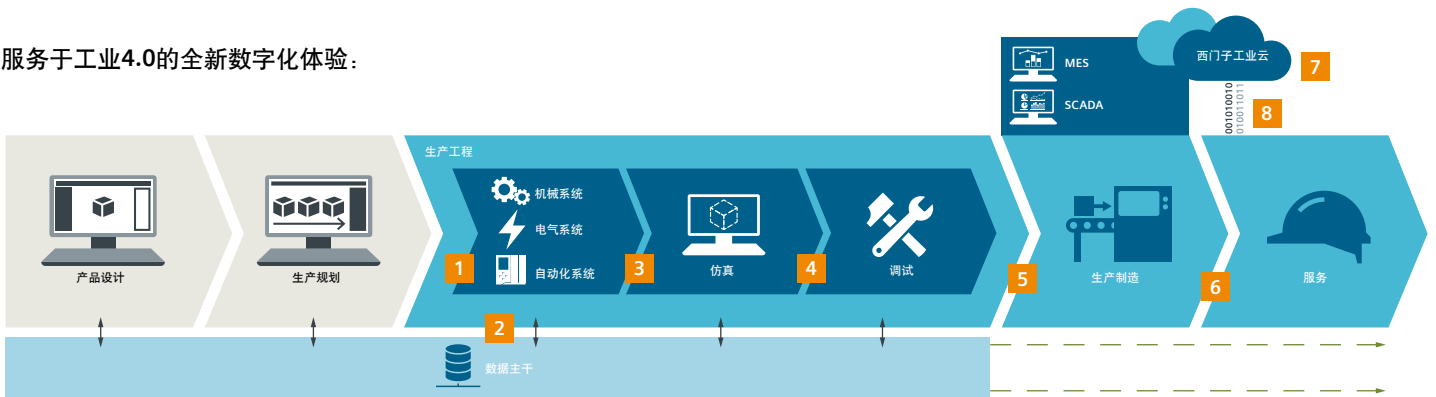 服务于工业4.0的全新数字化体验：
MES
SCADA
西门子工业云
7
001010010
010011011
8
生产工程
产品设计
生产规划
1
机械系统
电气系统
自动化系统
3
仿真
4
调试
5
生产制造
6
服务
2
数据主干